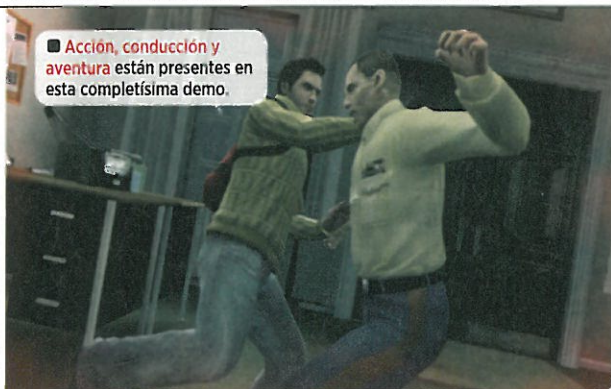 ■ Acción, conducción y
aventura están presentes en
esta completísima demo.